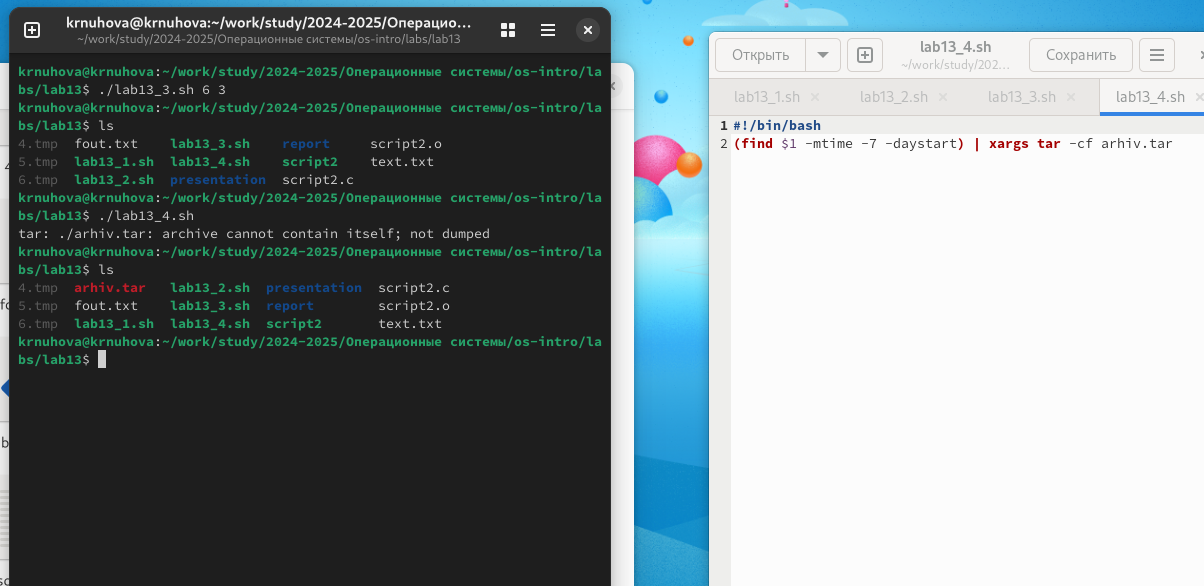 krnuhova@krnuhova:~/work/study/2024-2025/Операцио...
~/work/study/2024-2025/Операционные системы/os-intro/labs/lab13
krnuhova@krnuhova:~/work/study/2024-2025/Операционные системы/os-intro/la
bs/lab13$ ./lab13_3.sh 6 3
krnuhova@krnuhova:~/work/study/2024-2025/Операционные системы/os-intro/la
bs/lab13$ ls
4.tmp fout.txt lab13_3.sh report script2.o
5.tmp lab13_1.sh lab13_4.sh script2 text.txt
6.tmp lab13_2.sh presentation script2.c
krnuhova@krnuhova:~/work/study/2024-2025/Операционные системы/os-intro/la
bs/lab13$ ./lab13_4.sh
tar: ./arhiv.tar: archive cannot contain itself; not dumped
krnuhova@krnuhova:~/work/study/2024-2025/Операционные системы/os-intro/la
bs/lab13$ ls
4.tmp arhiv.tar lab13_2.sh presentation script2.c
5.tmp fout.txt lab13_3.sh report script2.o
6.tmp lab13_1.sh lab13_4.sh script2 text.txt
krnuhova@krnuhova:~/work/study/2024-2025/Операционные системы/os-intro/la
bs/lab13$
Открыть
lab13_4.sh
~/work/study/202...
Сохранить
lab13_1.sh × lab13_2.sh × lab13_3.sh × lab13_4.sh ×
1 #!/bin/bash
2 (find $1 -mtime -7 -daystart) | xargs tar -cf arhiv.tar